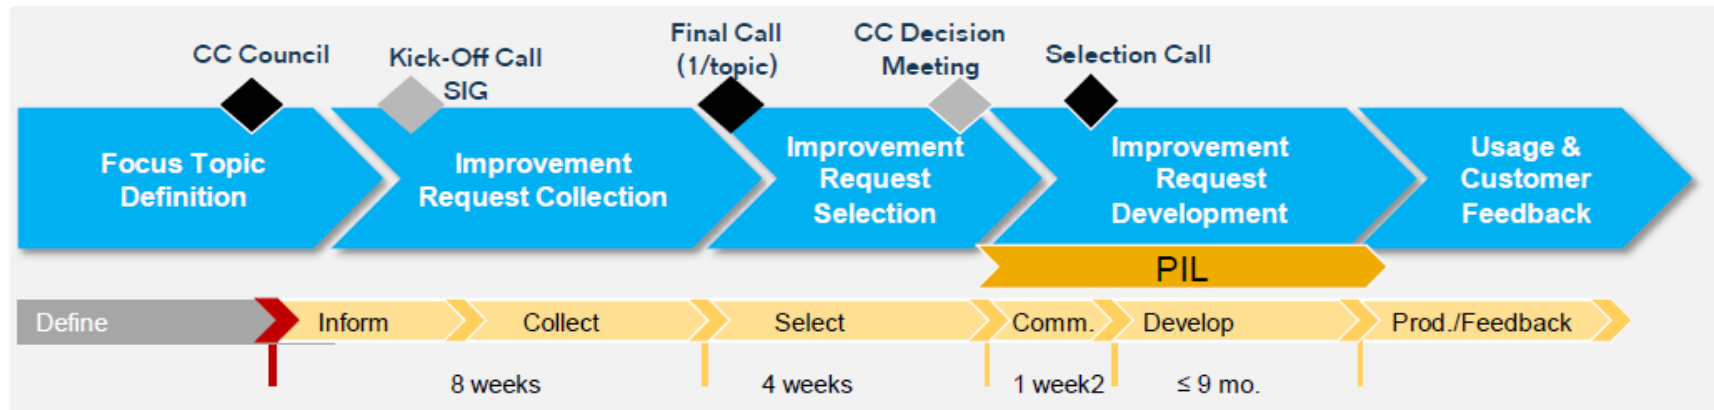 CC Council
Kick-Off Call
SIG
Final Call
(1/topic)
CC Decision
Meeting
Selection Call
Focus Topic
Definition
Improvement
Request Collection
Improvement
Request
Selection
Improvement
Request
Development
Usage &
Customer
Feedback
PIL
Define
Inform
Collect
Select
Comm.
Develop
Prod./Feedback
8 weeks
4 weeks
1 week2
≤ 9 mo.